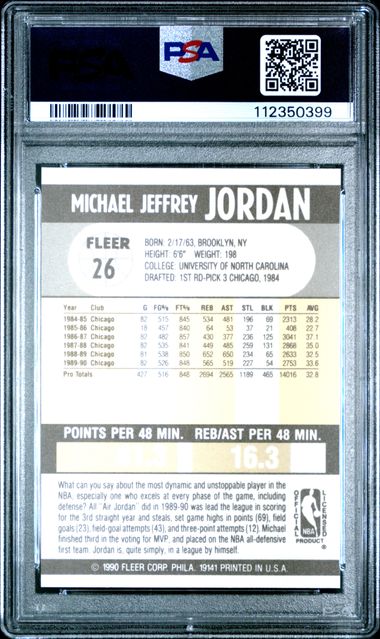 PSA
112350399
MICHAEL JEFFREY JORDAN
FLEER
26
BORN: 2/17/63, BROOKLYN, NY
HEIGHT: 6'6" WEIGHT: 198
COLLEGE: UNIVERSITY OF NORTH CAROLINA
DRAFTED: 1ST RD-PICK 3 CHICAGO, 1984
Year Club G FG% FT% REB AST STL BLK PTS AVG
1984-85 Chicago 82 515 845 534 481 196 69 2313 28.2
1985-86 Chicago 18 457 840 64 53 37 21 408 22.7
1986-87 Chicago 82 482 857 430 377 236 125 3041 37.1
1987-88 Chicago 82 535 841 449 485 259 131 2868 35.0
1988-89 Chicago 81 538 850 652 650 234 65 2633 32.5
1989-90 Chicago 82 526 848 565 519 227 54 2753 33.6
Pro Totals 427 516 848 2694 2565 1189 465 14016 32.8
POINTS PER 48 MIN. REB/AST PER 48 MIN.
16.3
What can you say about the most dynamic and unstoppable player in the
NBA, especially one who excels at every phase of the game, including
defense? All "Air Jordan" did in 1989-90 was lead the league in scoring
for the 3rd straight year and steals, set game highs in points (69), field
goals (23), field-goal attempts (43), and three-point attempts (12). Michael
finished third in the voting for MVP, and placed on the NBA all-defensive
first team. Jordan is, quite simply, in a league by himself.
OFFICIAL LICENSED
NBA
PRODUCT ®
© 1990 FLEER CORP. PHILA. 19141 PRINTED IN U.S.A.
PSA